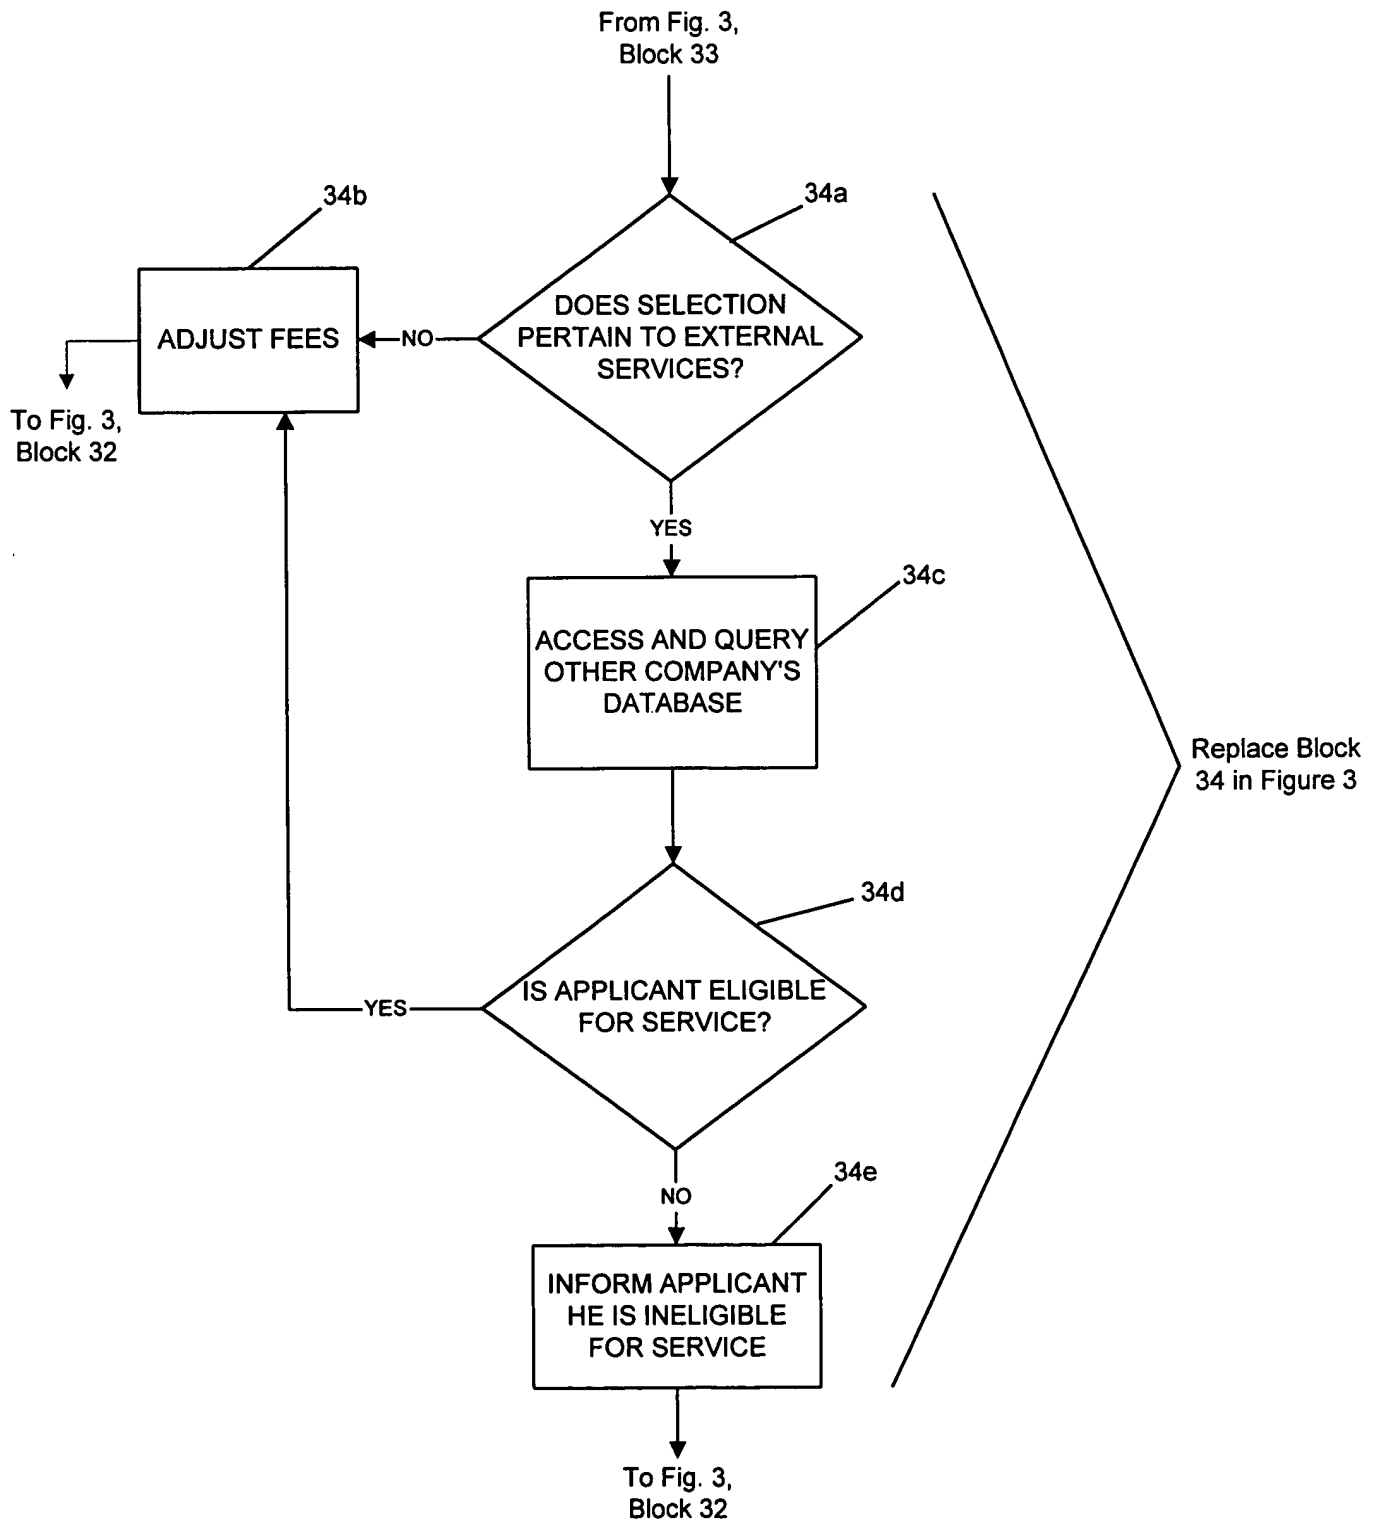 From Fig. 3,
Block 33
34b
34a
DOES SELECTION
PERTAIN TO EXTERNAL
SERVICES?
ADJUST FEES
NO
To Fig. 3,
Block 32
YES
34c
ACCESS AND QUERY
OTHER COMPANY'S
DATABASE
Replace Block
34 in Figure 3
34d
IS APPLICANT ELIGIBLE
FOR SERVICE?
YES
NO
34e
INFORM APPLICANT
HE IS INELIGIBLE
FOR SERVICE
To Fig. 3,
Block 32